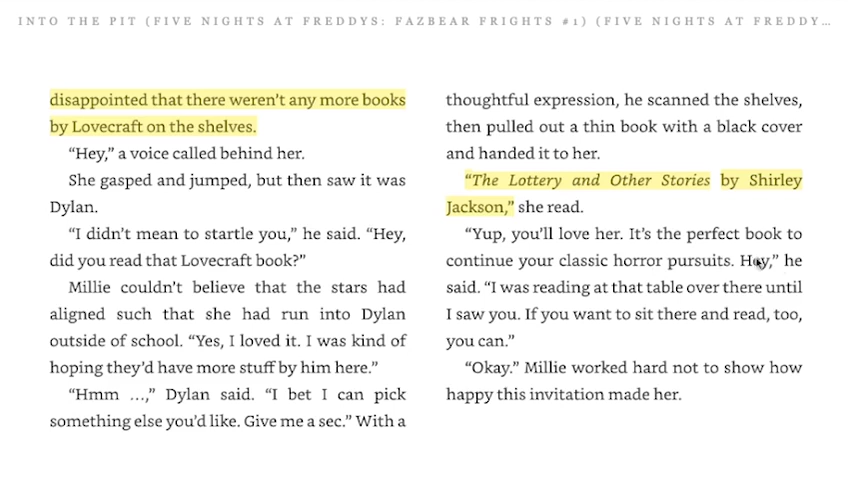 INTO THE PIT (FIVE NIGHTS AT FREDDYS: FAZBEAR FRIGHTS #1) (FIVE NIGHTS AT FREDDY...
disappointed that there weren't any more books
by Lovecraft on the shelves.
“Hey,” a voice called behind her.
She gasped and jumped, but then saw it was
Dylan.
“I didn't mean to startle you,” he said. “Hey,
did you read that Lovecraft book?”
Millie couldn't believe that the stars had
aligned such that she had run into Dylan
outside of school. “Yes, I loved it. I was kind of
hoping they'd have more stuff by him here.”
“Hmm ...,” Dylan said. “I bet I can pick
something else you'd like. Give me a sec.” With a
thoughtful expression, he scanned the shelves,
then pulled out a thin book with a black cover
and handed it to her.
“The Lottery and Other Stories by Shirley
Jackson,” she read.
“Yup, you'll love her. It's the perfect book to
continue your classic horror pursuits. Hey,” he
said. “I was reading at that table over there until
I saw you. If you want to sit there and read, too,
you can.”
“Okay.” Millie worked hard not to show how
happy this invitation made her.